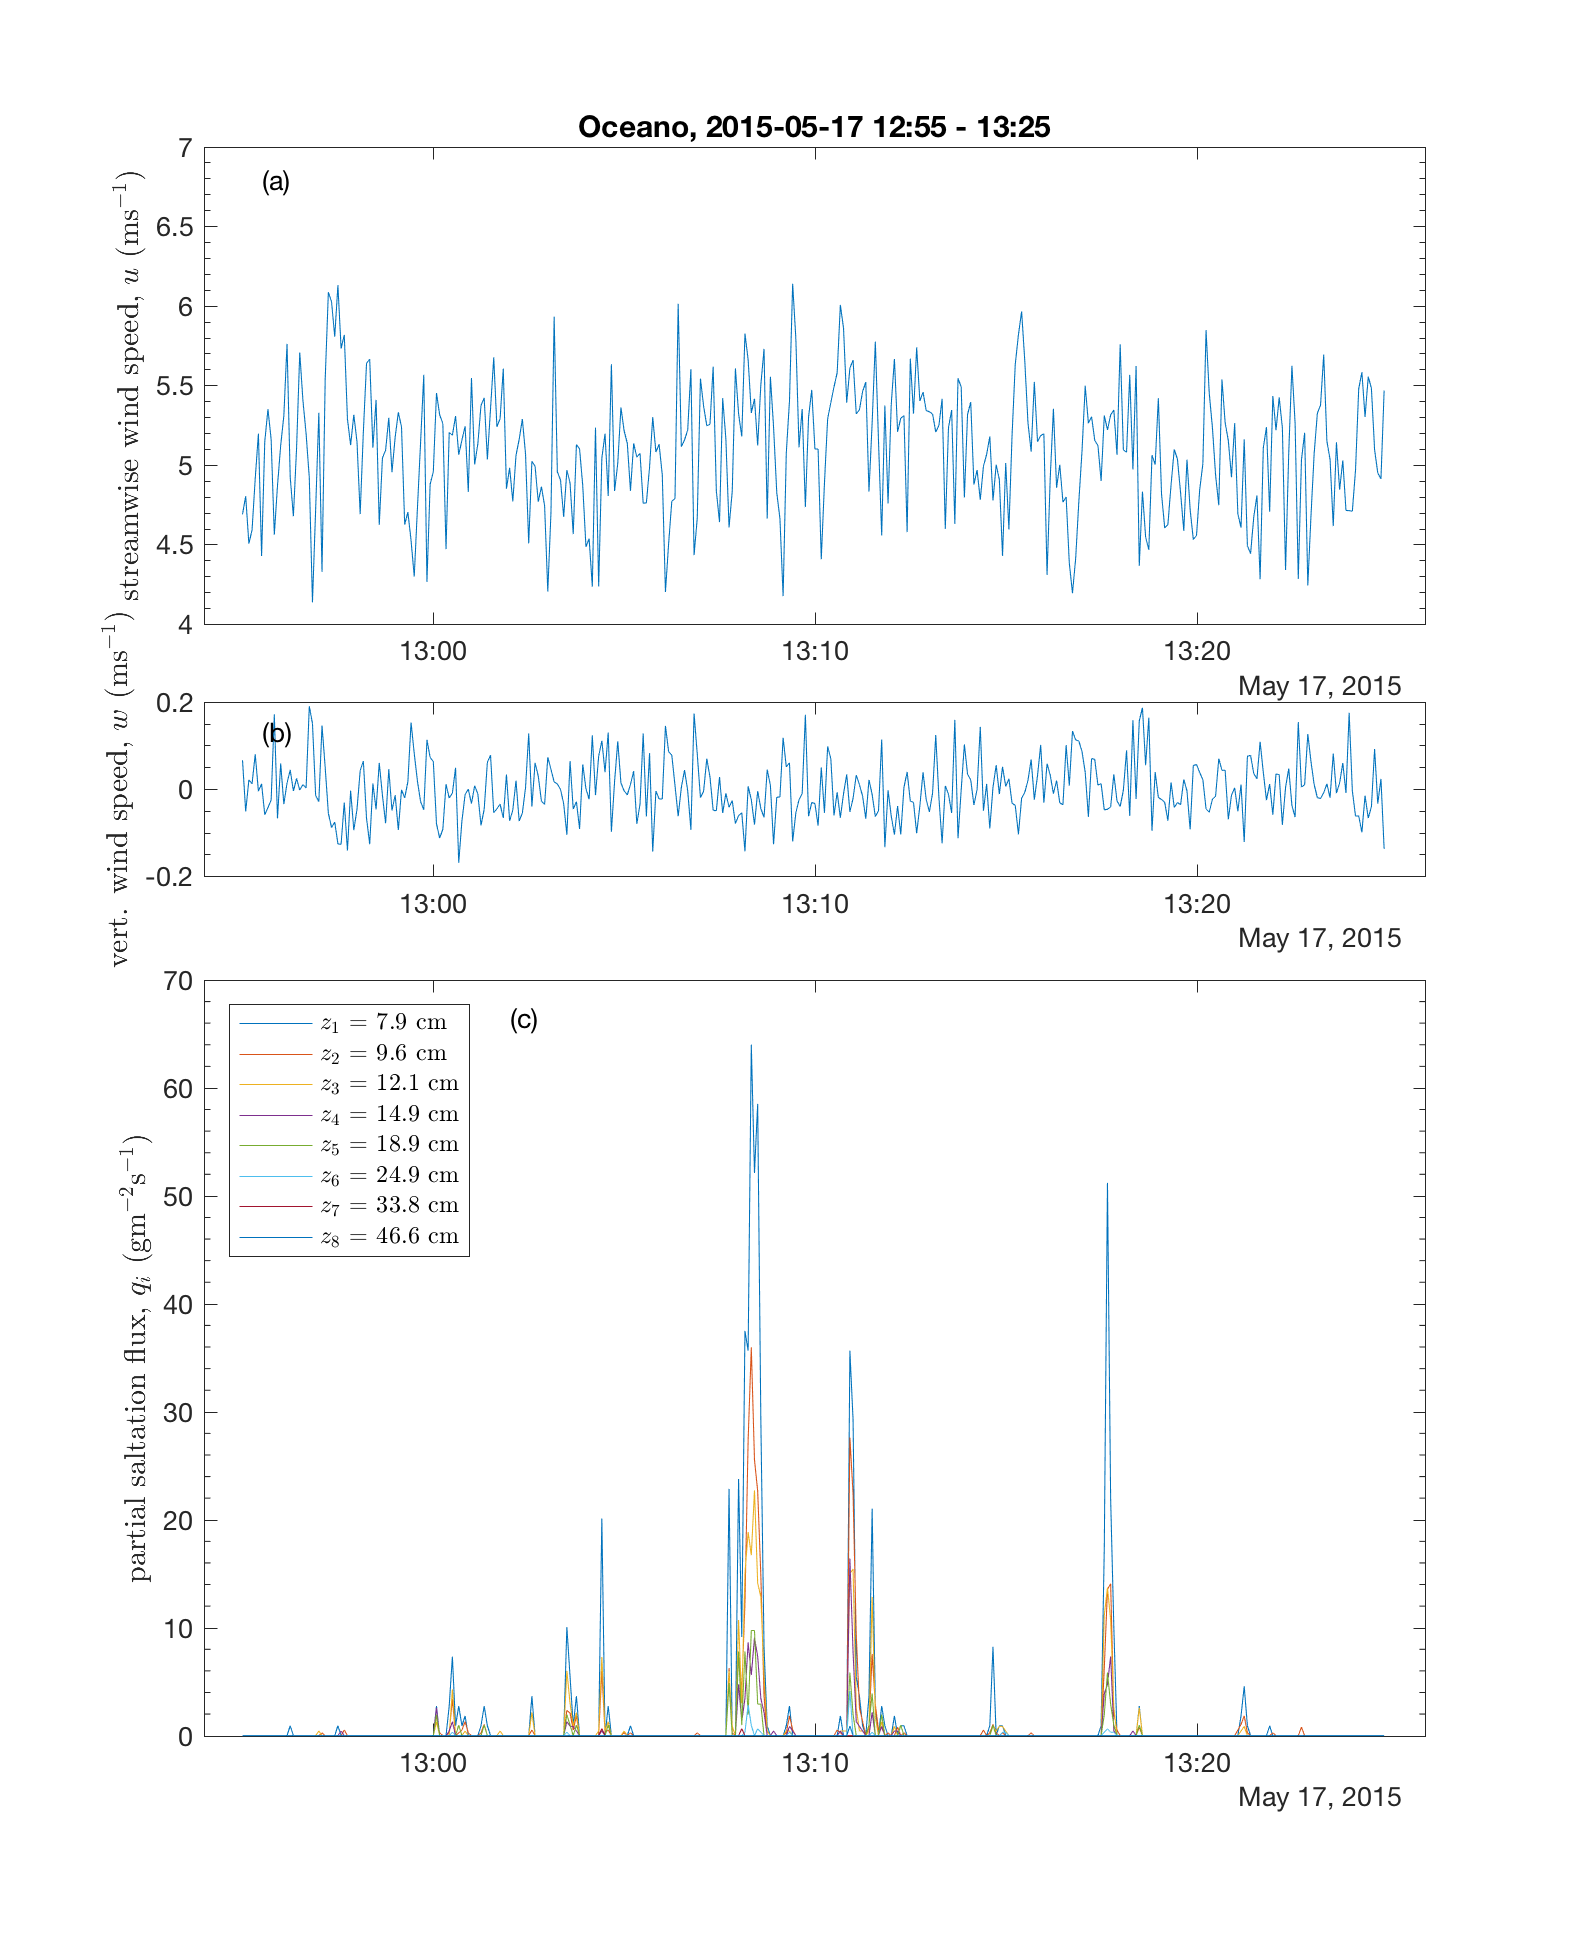 Oceano, 2015-05-17 12:55 - 13:25
(a)
streamwise wind speed, u (ms⁻¹)
7
6.5
6
5.5
5
4.5
4
13:00 13:10 13:20
May 17, 2015
(b)
vert. wind speed, w (ms⁻¹)
0.2
0
-0.2
13:00 13:10 13:20
May 17, 2015
(c)
partial saltation flux, qᵢ (gm⁻²s⁻¹)
70
60
50
40
30
20
10
0
z₁ = 7.9 cm
z₂ = 9.6 cm
z₃ = 12.1 cm
z₄ = 14.9 cm
z₅ = 18.9 cm
z₆ = 24.9 cm
z₇ = 33.8 cm
z₈ = 46.6 cm
13:00 13:10 13:20
May 17, 2015